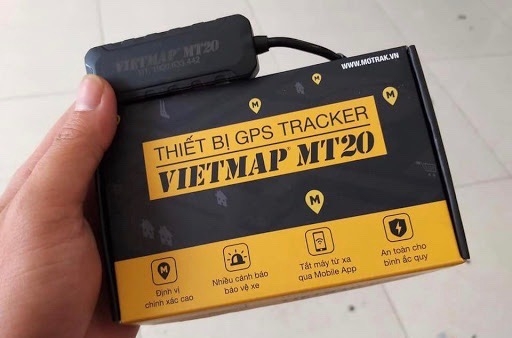 VIETMAP MT20
WWW.MOTRAK.VN
THIẾT BỊ GPS TRACKER
VIETMAP® MT20
Định vị
chính xác cao
Nhiều cảnh báo
bảo vệ xe
Tắt máy từ xa
qua Mobile App
An toàn cho
bình ắc quy